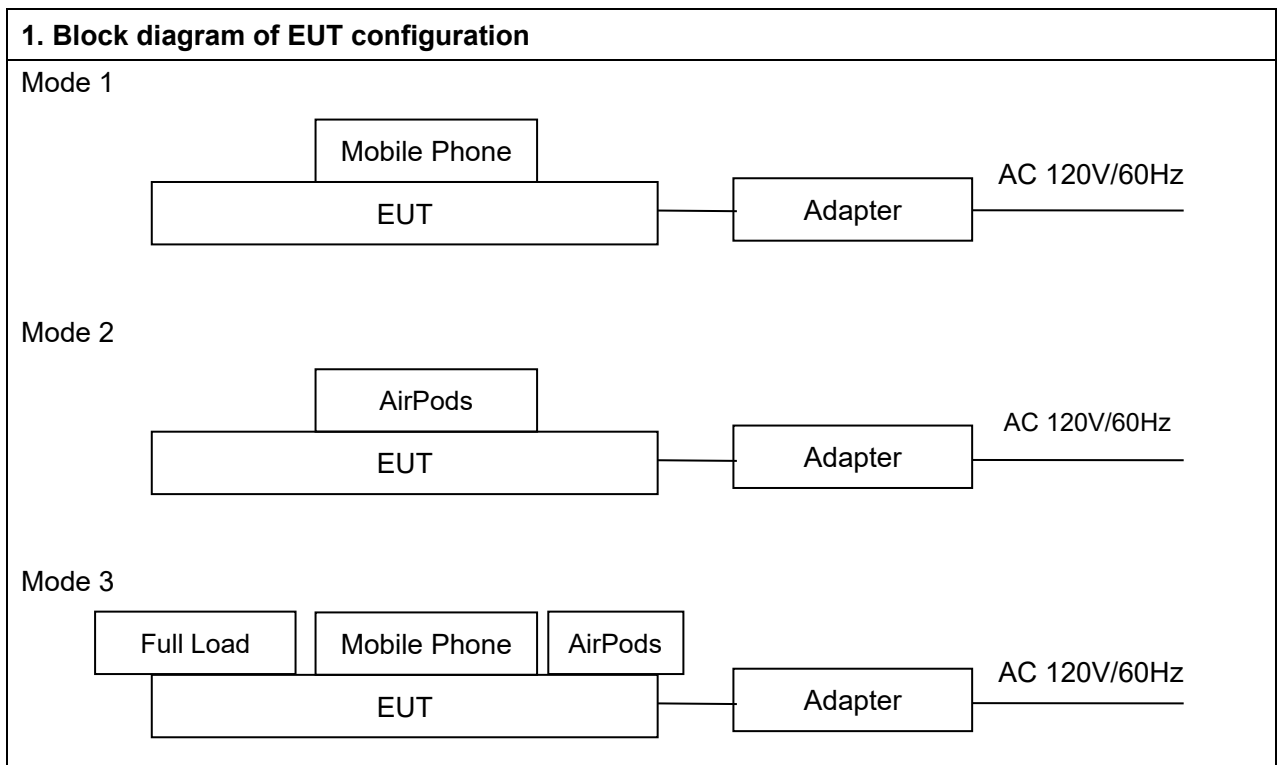 1. Block diagram of EUT configuration
Mode 1
Mobile Phone
AC 120V/60Hz
EUT
Adapter
Mode 2
AirPods
AC 120V/60Hz
EUT
Adapter
Mode 3
Full Load
Mobile Phone
AirPods
AC 120V/60Hz
EUT
Adapter